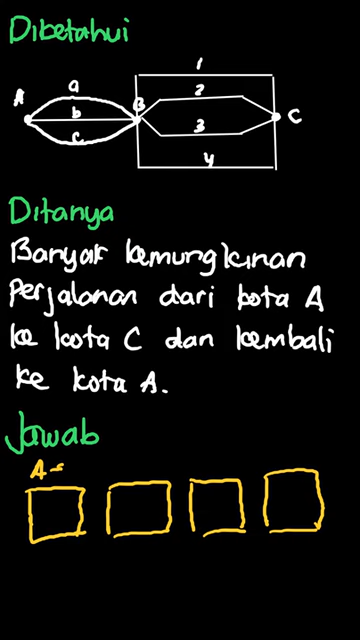 Diketahui
1
a
2
A
B
b
C
c
3
4
Ditanya
Banyak kemungkinan
perjalanan dari kota A
ke kota C dan kembali
ke kota A.
Jawab